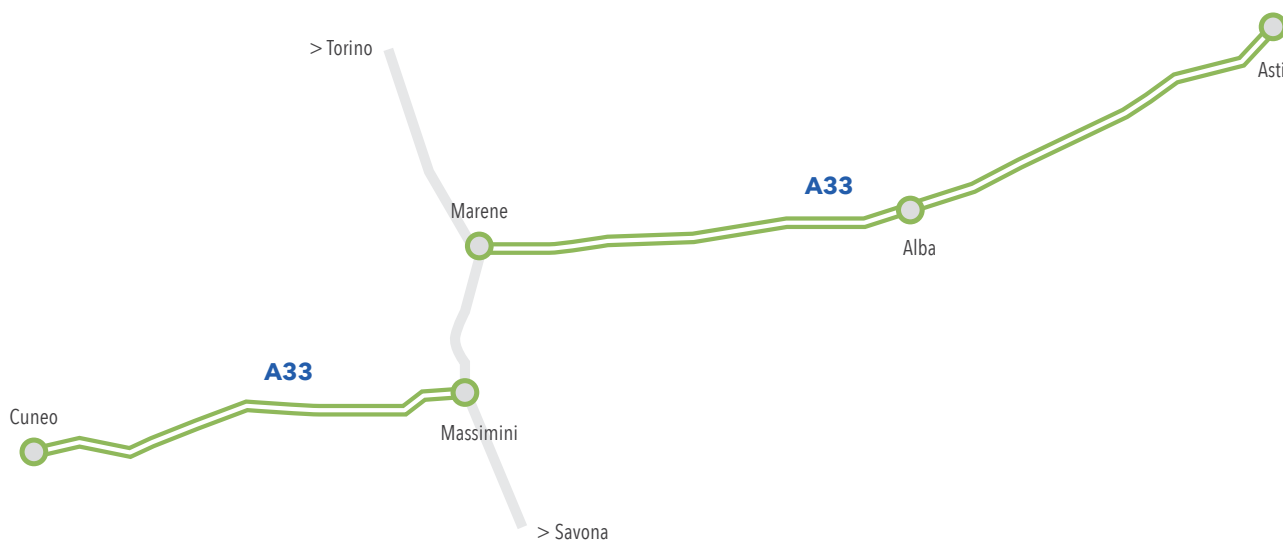 > Torino
Asti
A33
Marene
Alba
A33
Cuneo
Massimini
> Savona